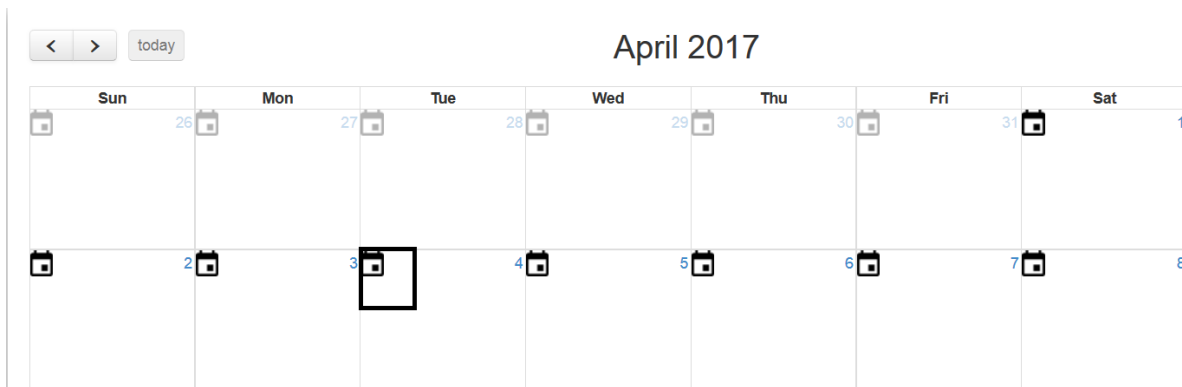 < > today
April 2017
Sun Mon Tue Wed Thu Fri Sat
26 27 28 29 30 31 1
2 3 4 5 6 7 8